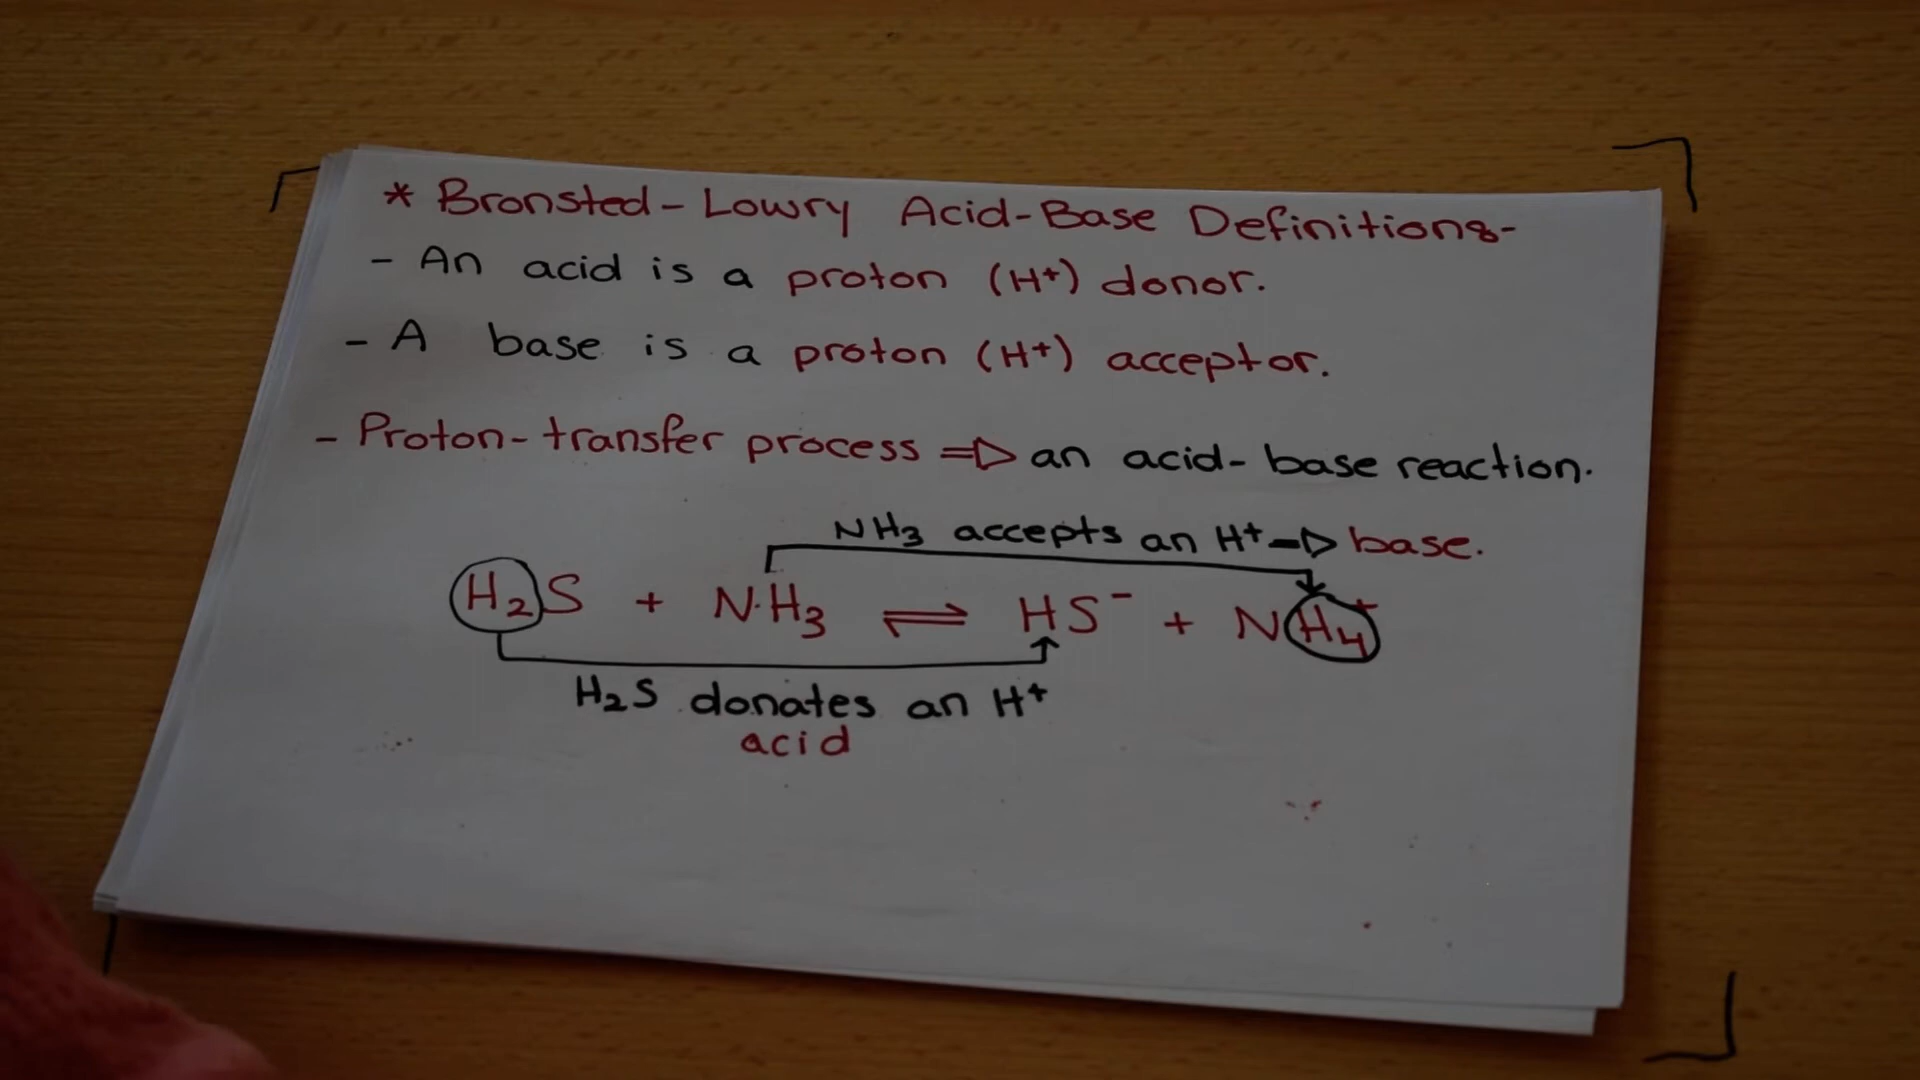 * Bronsted-Lowry Acid-Base Definitions-
- An acid is a proton (H⁺) donor.
- A base is a proton (H⁺) acceptor.
- Proton-transfer process ⇒ an acid-base reaction.
NH₃ accepts an H⁺ → base.
H₂S + NH₃ ⇌ HS⁻ + NH₄⁺
H₂S donates an H⁺
acid